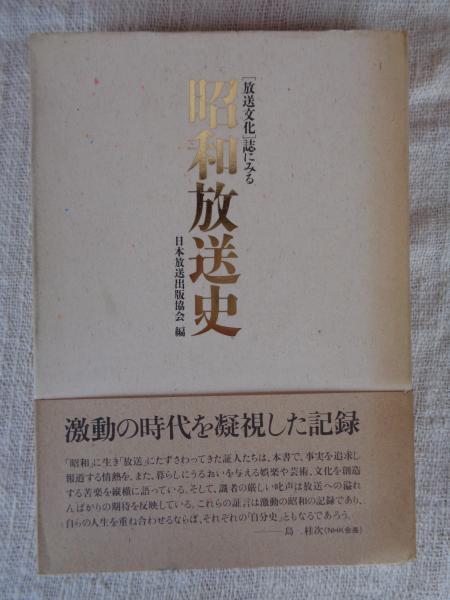 [放送文化]誌にみる
昭和放送史
日本放送出版協会 編
激動の時代を凝視した記録
「昭和」に生き「放送」にたずさわってきた証人たちは、本書で、事実を追求し
報道する情熱を、また、暮らしにうるおいを与える娯楽や芸術、文化を創造
する苦楽を縦横に語っている。そして、識者の厳しい叱声は放送への溢れ
んばかりの期待を反映している。これらの証言は激動の昭和の記録であり、
自らの人生を重ね合わせるならば、それぞれの「自分史」ともなるであろう。
——島 桂次(NHK会長)